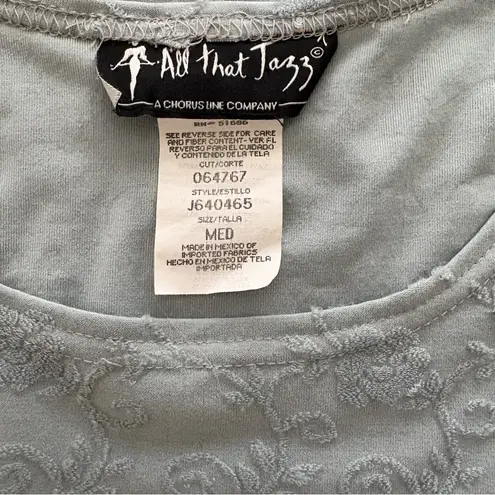 All That Jazz©
A CHORUS LINE COMPANY
RN# 51686
SEE REVERSE SIDE FOR CARE
AND FIBER CONTENT-VER AL
REVERSO PARA EL CUIDADO
Y CONTENIDO DE LA TELA
CUT/CORTE
064767
STYLE/ESTILO
J640465
SIZE/TALLA
MED
MADE IN MEXICO OF
IMPORTED FABRICS
HECHO EN MEXICO DE TELA
IMPORTADA